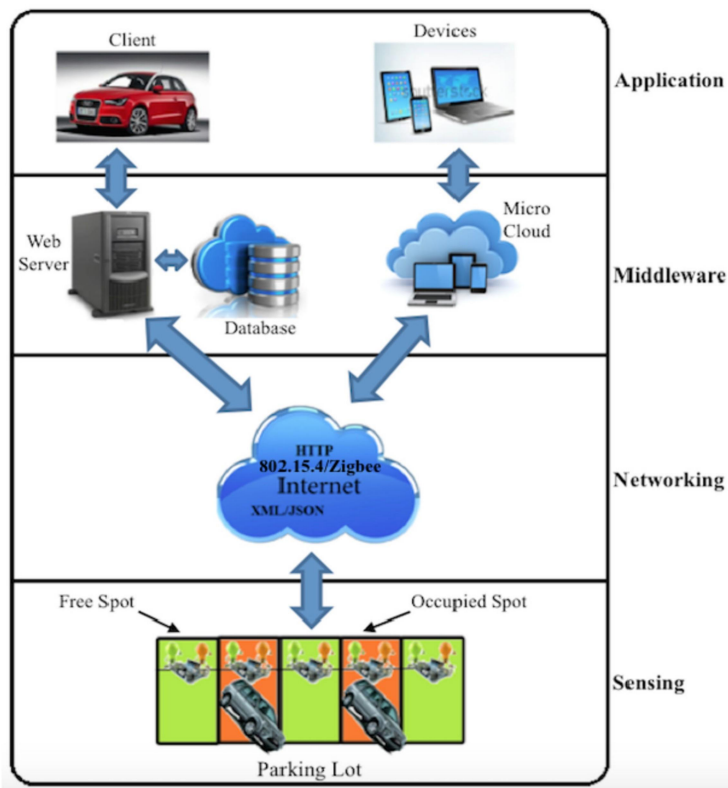 Client
Devices
Application
Web
Server
Database
Micro
Cloud
Middleware
HTTP
802.15.4/Zigbee
Internet
XML/JSON
Networking
Free Spot
Occupied Spot
Sensing
Parking Lot